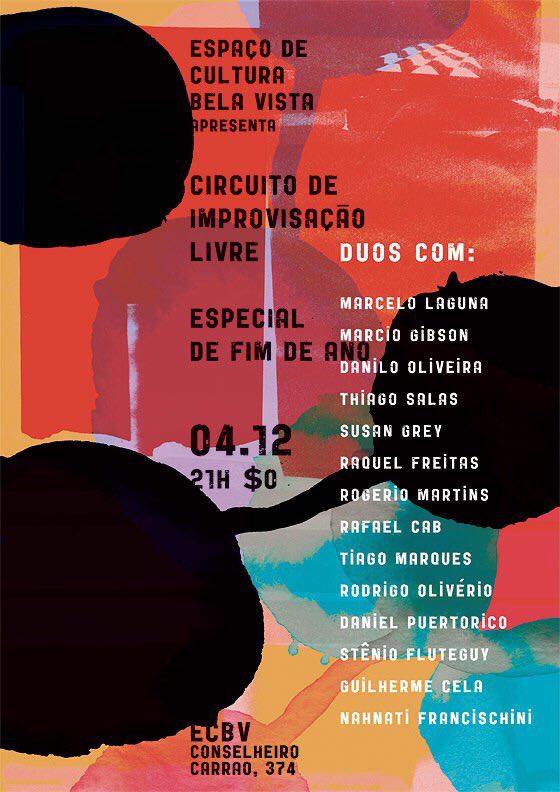 ESPAÇO DE
CULTURA
BELA VISTA
APRESENTA
CIRCUITO DE
IMPROVISAÇÃO
LIVRE
ESPECIAL
DE FIM DE ANO
04.12
21H $0
DUOS COM:
MARCELO LAGUNA
MARCIO GIBSON
DANILO OLIVEIRA
THIAGO SALAS
SUSAN GREY
RAQUEL FREITAS
ROGERIO MARTINS
RAFAEL CAB
TIAGO MARQUES
RODRIGO OLIVÉRIO
DANIEL PUERTORICO
STÊNIO FLUTEGUY
GUILHERME CELA
NAHNATI FRANCISCHINI
ECBV
CONSELHEIRO
CARRAO, 374